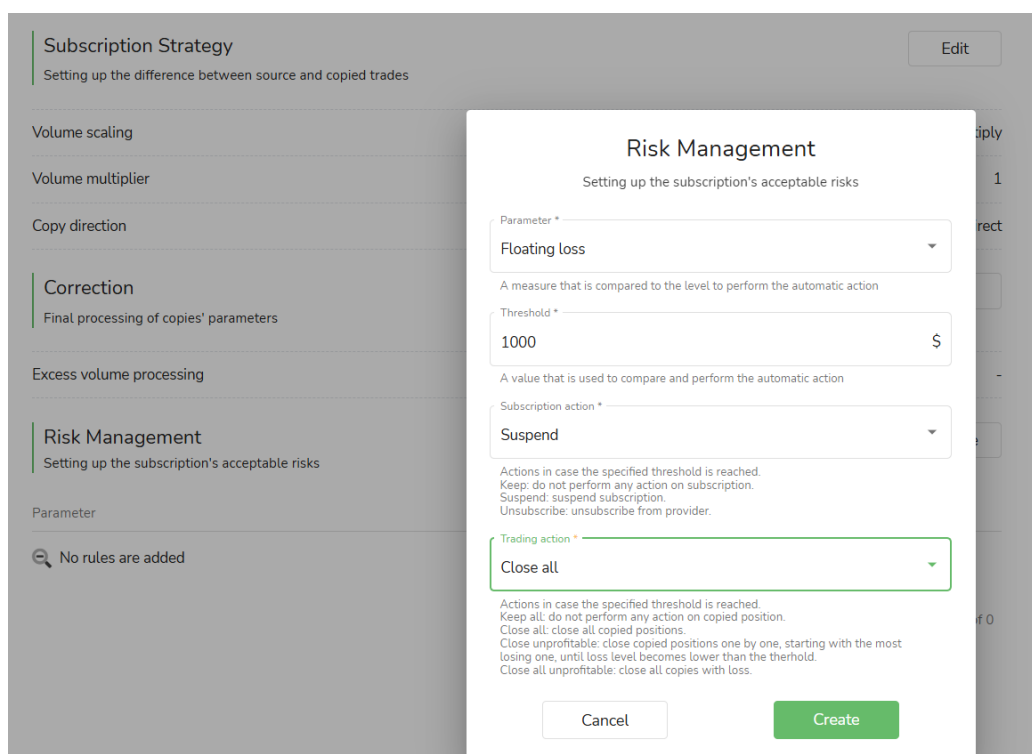 Subscription Strategy
Edit
Setting up the difference between source and copied trades
Volume scaling
tiply
Volume multiplier
1
Copy direction
rect
Correction
Final processing of copies' parameters
Excess volume processing
-
Risk Management
Setting up the subscription's acceptable risks
Parameter
No rules are added
of 0
Risk Management
Setting up the subscription's acceptable risks
Parameter *
Floating loss
A measure that is compared to the level to perform the automatic action
Threshold *
1000 $
A value that is used to compare and perform the automatic action
Subscription action *
Suspend
Actions in case the specified threshold is reached.
Keep: do not perform any action on subscription.
Suspend: suspend subscription.
Unsubscribe: unsubscribe from provider.
Trading action *
Close all
Actions in case the specified threshold is reached.
Keep all: do not perform any action on copied position.
Close all: close all copied positions.
Close unprofitable: close copied positions one by one, starting with the most
losing one, until loss level becomes lower than the therhold.
Close all unprofitable: close all copies with loss.
Cancel
Create